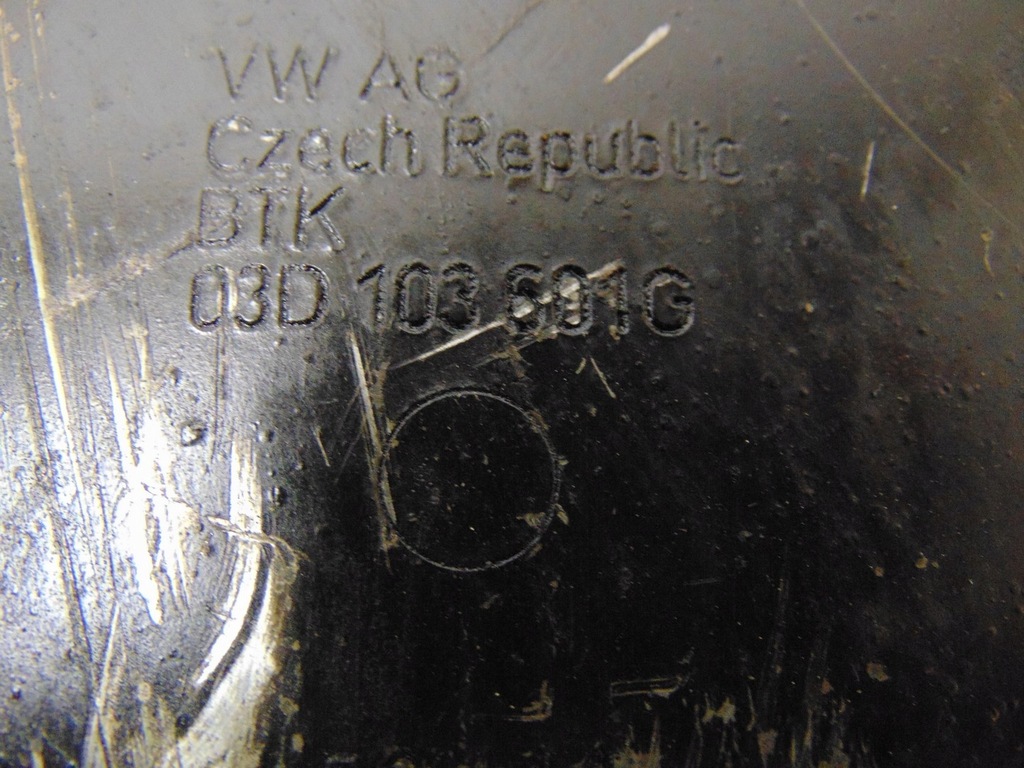 VW AG
Czech Republic
BTK
03D 103 601G